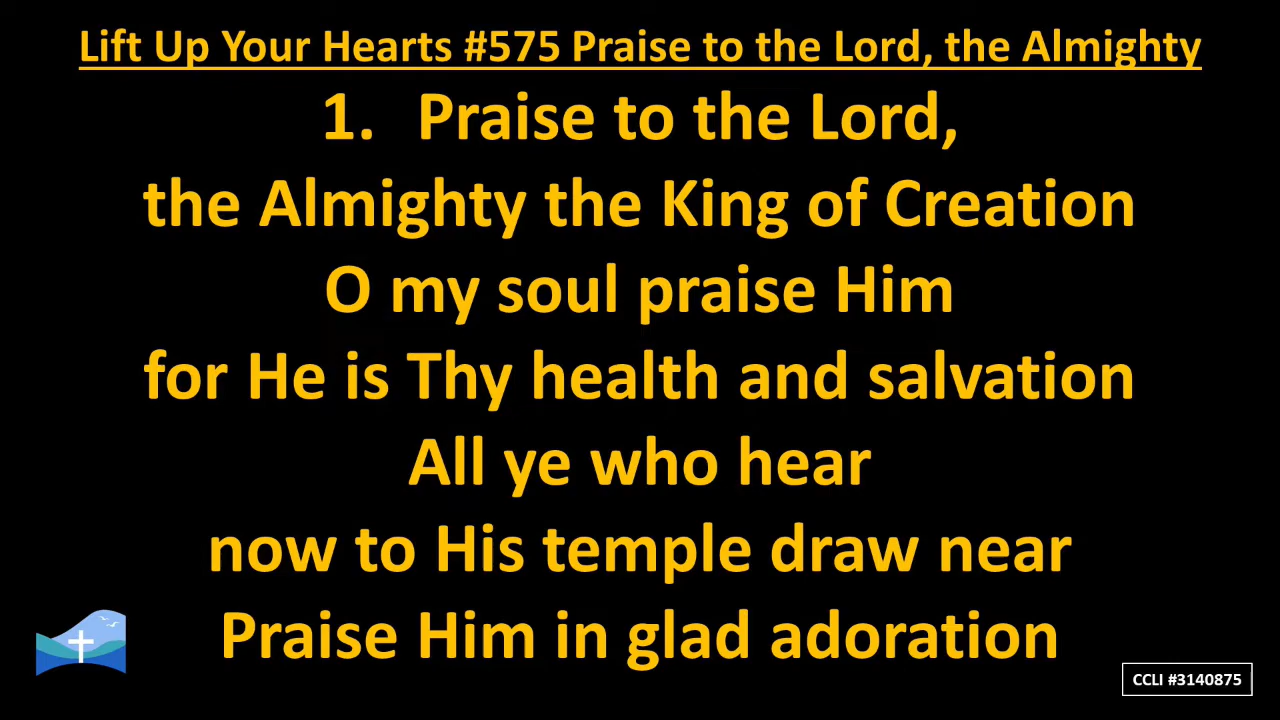 Lift Up Your Hearts #575 Praise to the Lord, the Almighty
1. Praise to the Lord,
the Almighty the King of Creation
O my soul praise Him
for He is Thy health and salvation
All ye who hear
now to His temple draw near
Praise Him in glad adoration
CCLI #3140875